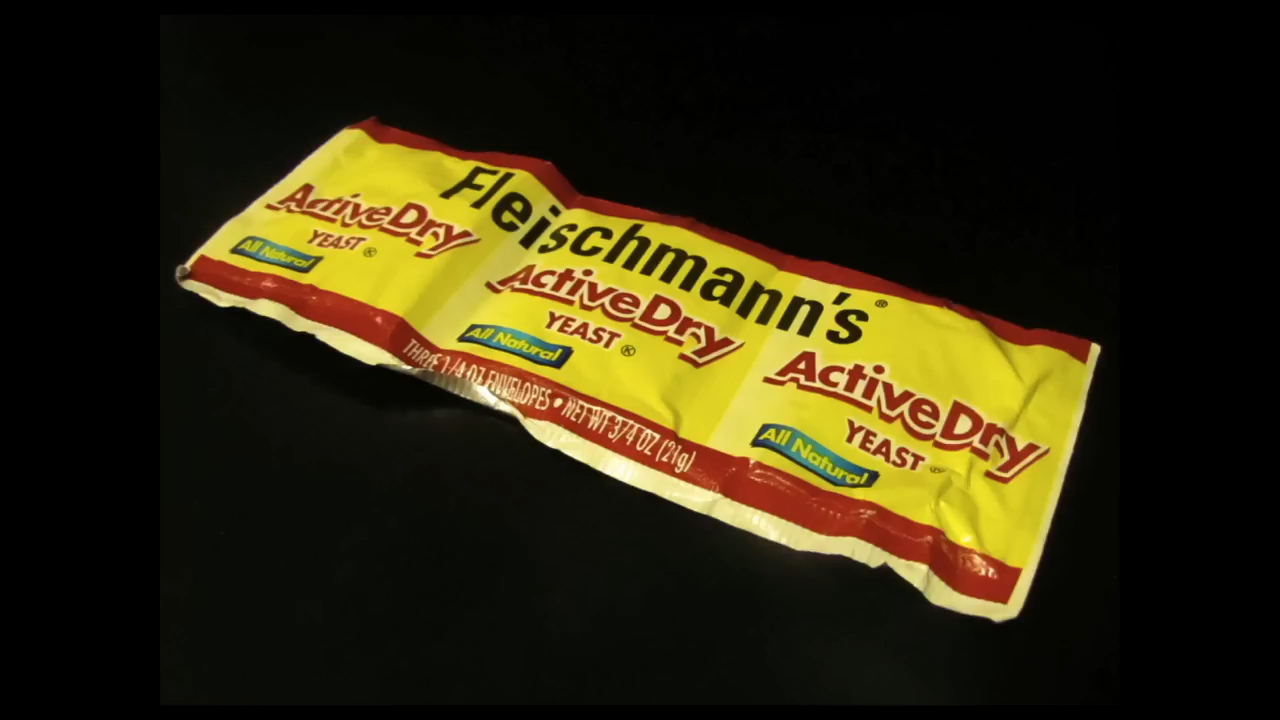 Fleischmann's®
ActiveDry
YEAST ®
All Natural
ActiveDry
YEAST ®
All Natural
ActiveDry
YEAST ®
All Natural
THREE 1/4 OZ ENVELOPES • NET WT 3/4 OZ (21g)